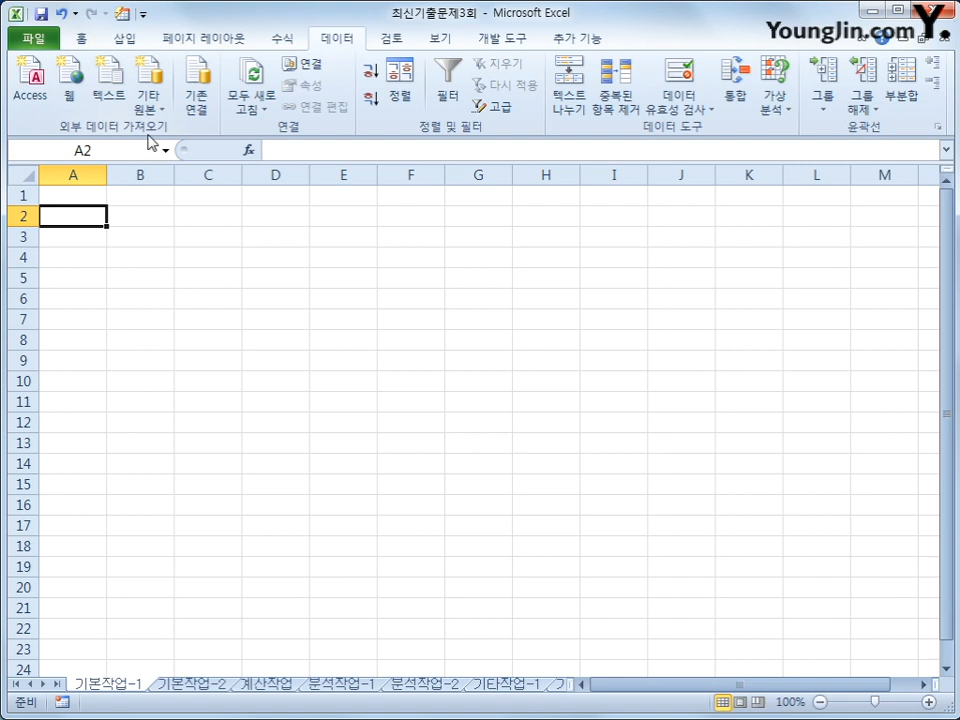 최신기출문제3회 - Microsoft Excel
Younglin.com Y.
파일 홈 삽입 페이지 레이아웃 수식 데이터 검토 보기 개발 도구 추가 기능
Access 웹 텍스트 기타 원본 기존 연결 모두 새로 고침 연결 속성 연결 편집 정렬 필터 지우기 다시 적용 고급 텍스트 나누기 중복된 항목 제거 데이터 유효성 검사 통합 가상 분석 그룹 그룹 해제 부분합
외부 데이터 가져오기 연결 정렬 및 필터 데이터 도구 윤곽선
A2 fx
A B C D E F G H I J K L M
1
2
3
4
5
6
7
8
9
10
11
12
13
14
15
16
17
18
19
20
21
22
23
24
기본작업-1 기본작업-2 계산작업 분석작업-1 분석작업-2 기타작업-1
준비 100%